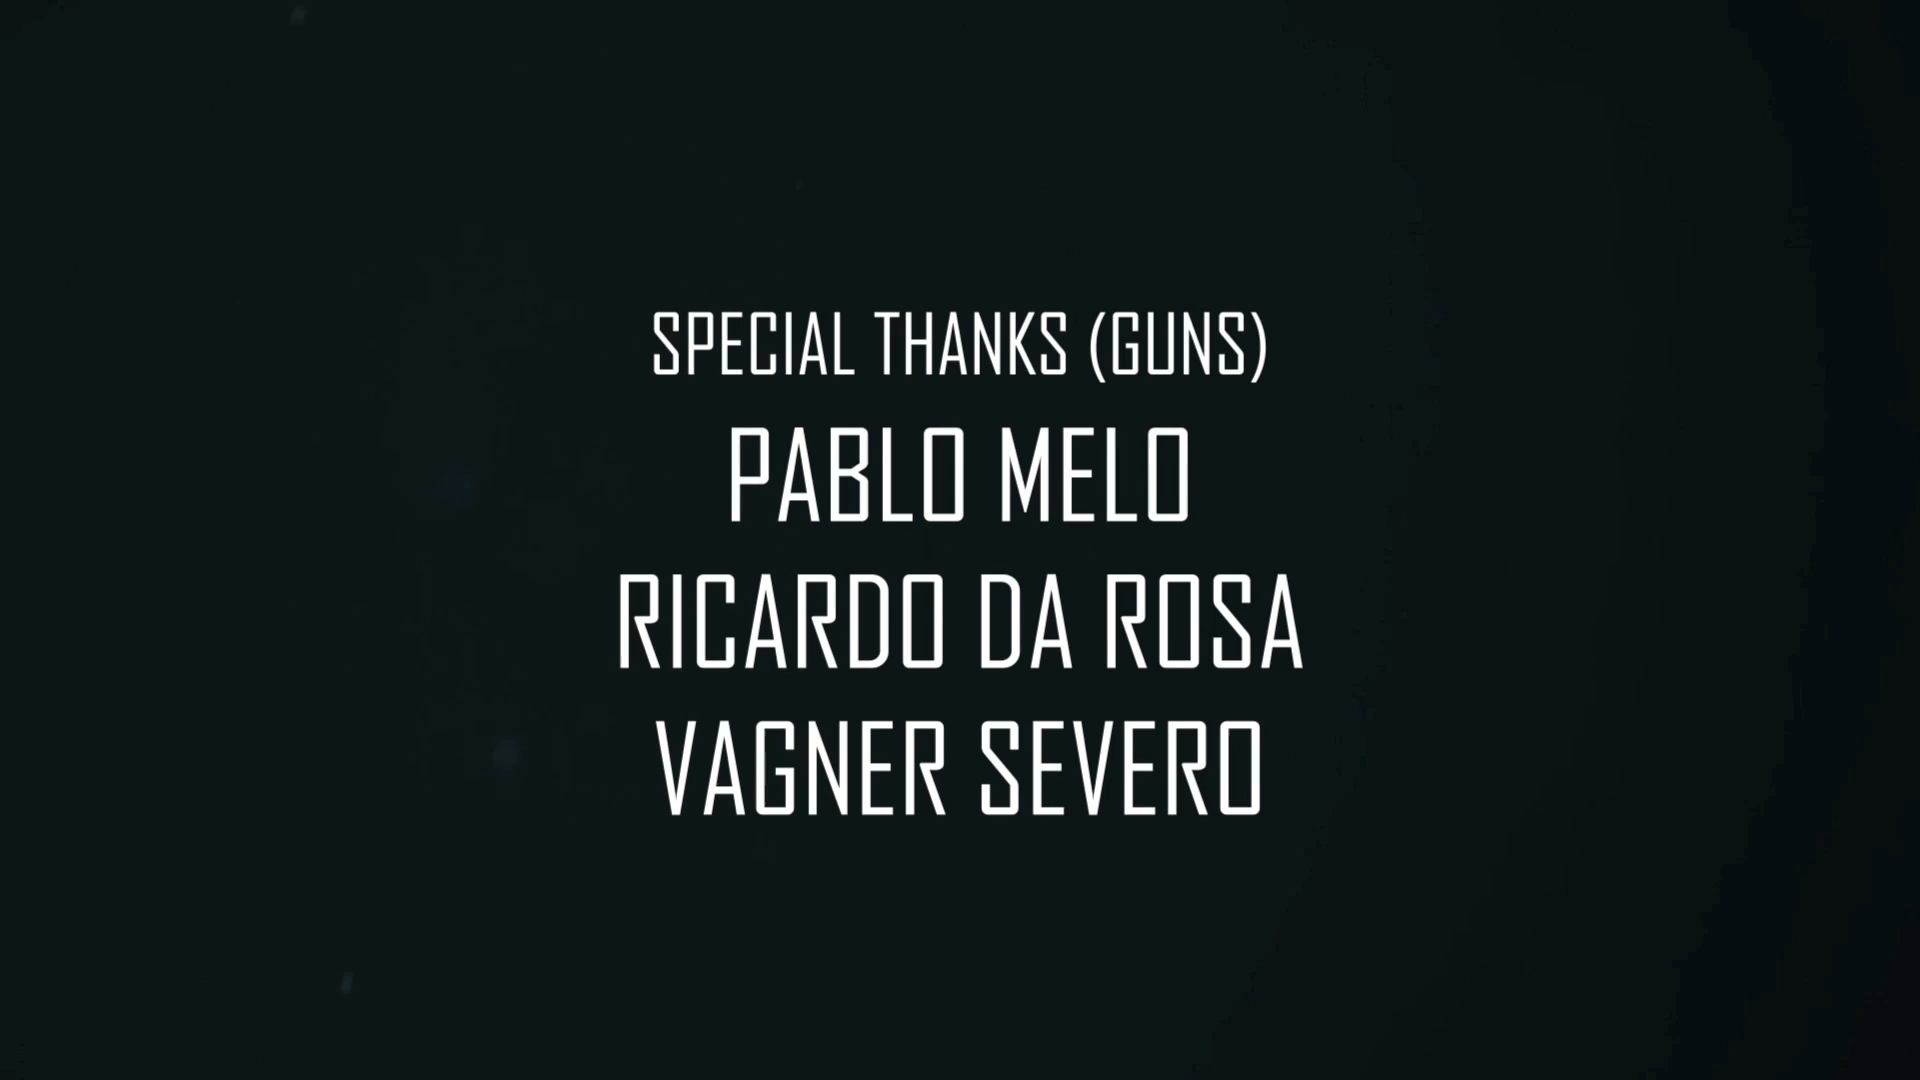 SPECIAL THANKS (GUNS)
PABLO MELO
RICARDO DA ROSA
VAGNER SEVERO